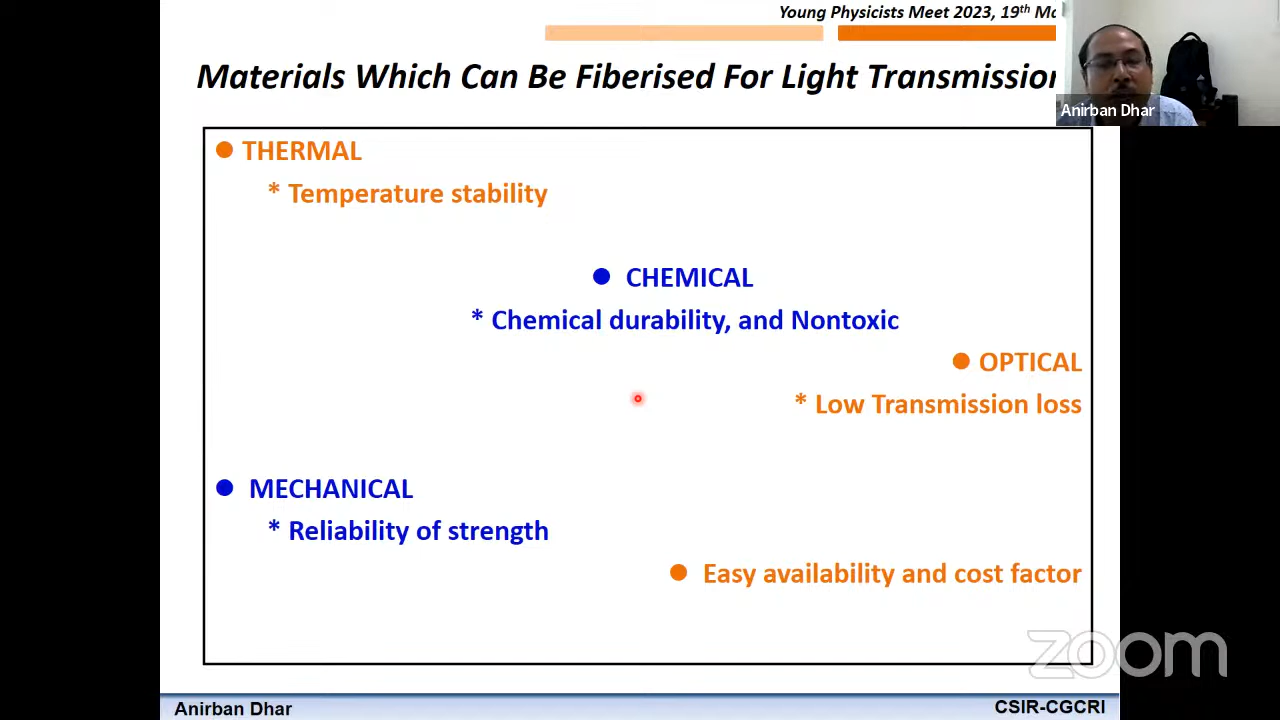 Young Physicists Meet 2023, 19th
Materials Which Can Be Fiberised For Light Transmission
Anirban Dhar
● THERMAL
* Temperature stability
● CHEMICAL
* Chemical durability, and Nontoxic
● OPTICAL
* Low Transmission loss
● MECHANICAL
* Reliability of strength
● Easy availability and cost factor
zoom
Anirban Dhar
CSIR-CGCRI